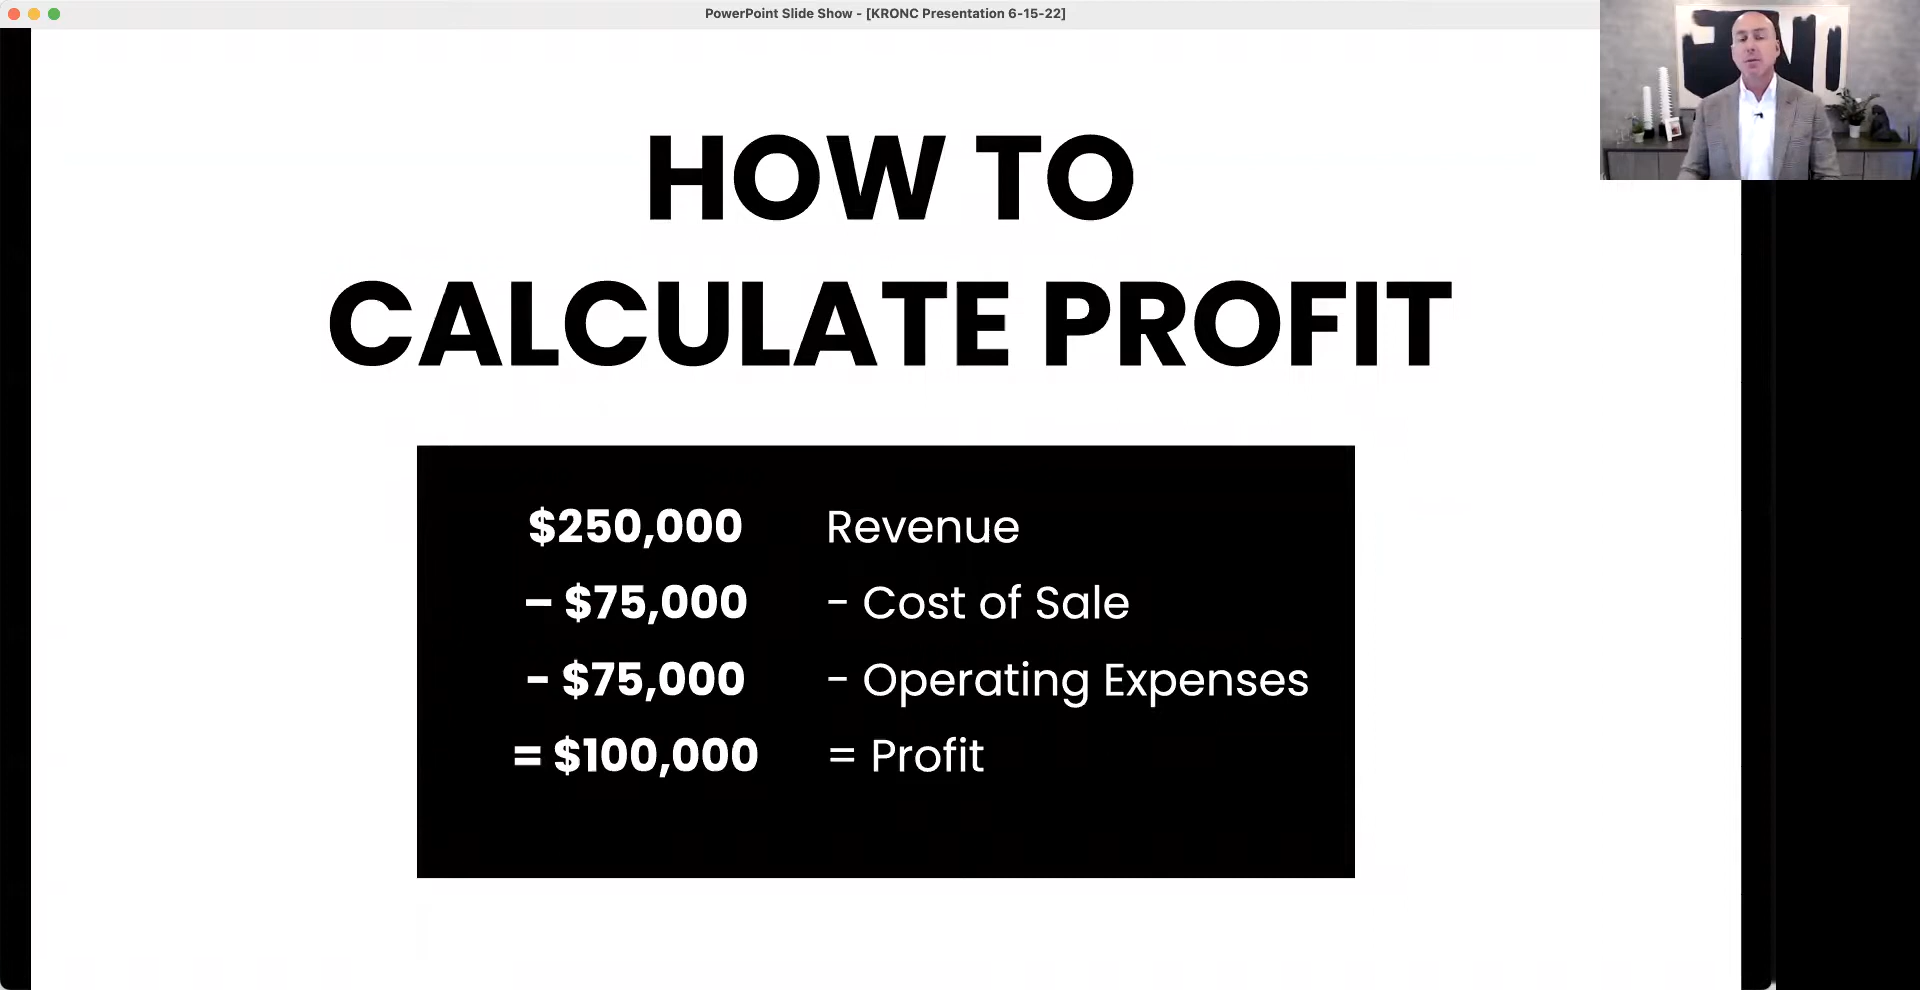 PowerPoint Slide Show - [KRONC Presentation 6-15-22]
HOW TO
CALCULATE PROFIT
$250,000 Revenue
– $75,000 - Cost of Sale
- $75,000 - Operating Expenses
= $100,000 = Profit